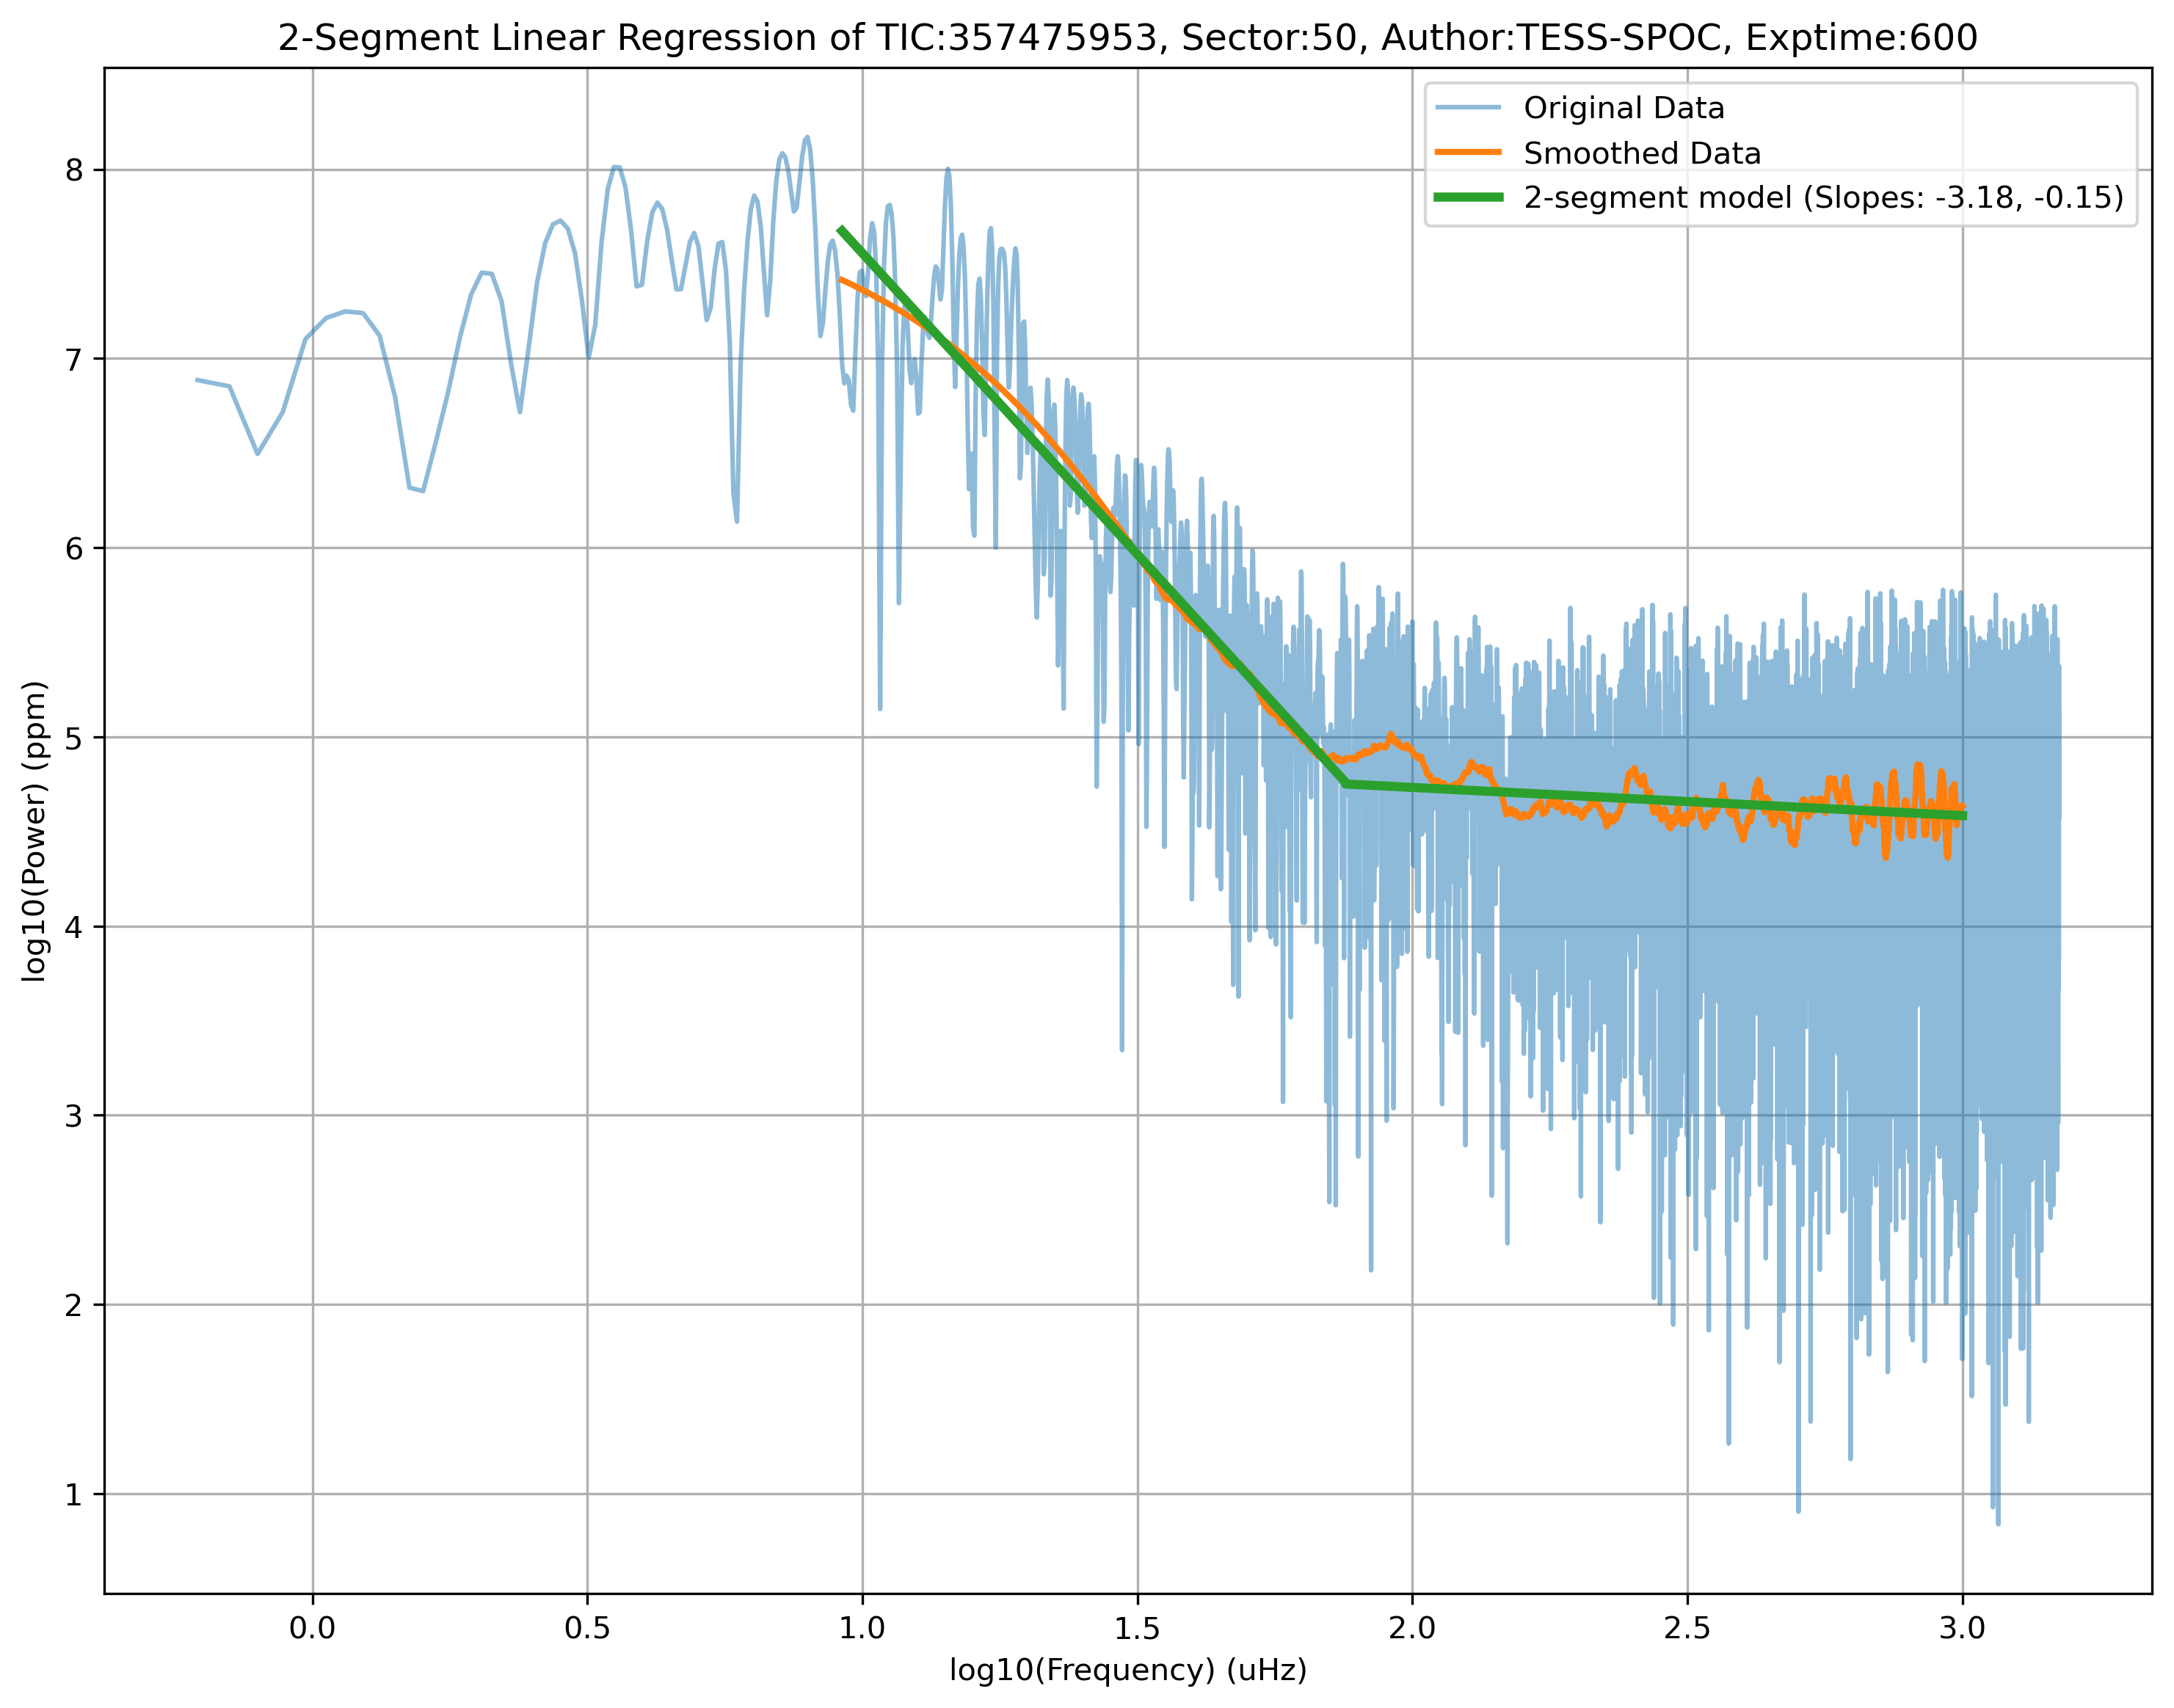 2-Segment Linear Regression of TIC:357475953, Sector:50, Author:TESS-SPOC, Exptime:600
Original Data
Smoothed Data
2-segment model (Slopes: -3.18, -0.15)
log10(Power) (ppm)
8
7
6
5
4
3
2
1
0.0
0.5
1.0
1.5
2.0
2.5
3.0
log10(Frequency) (uHz)